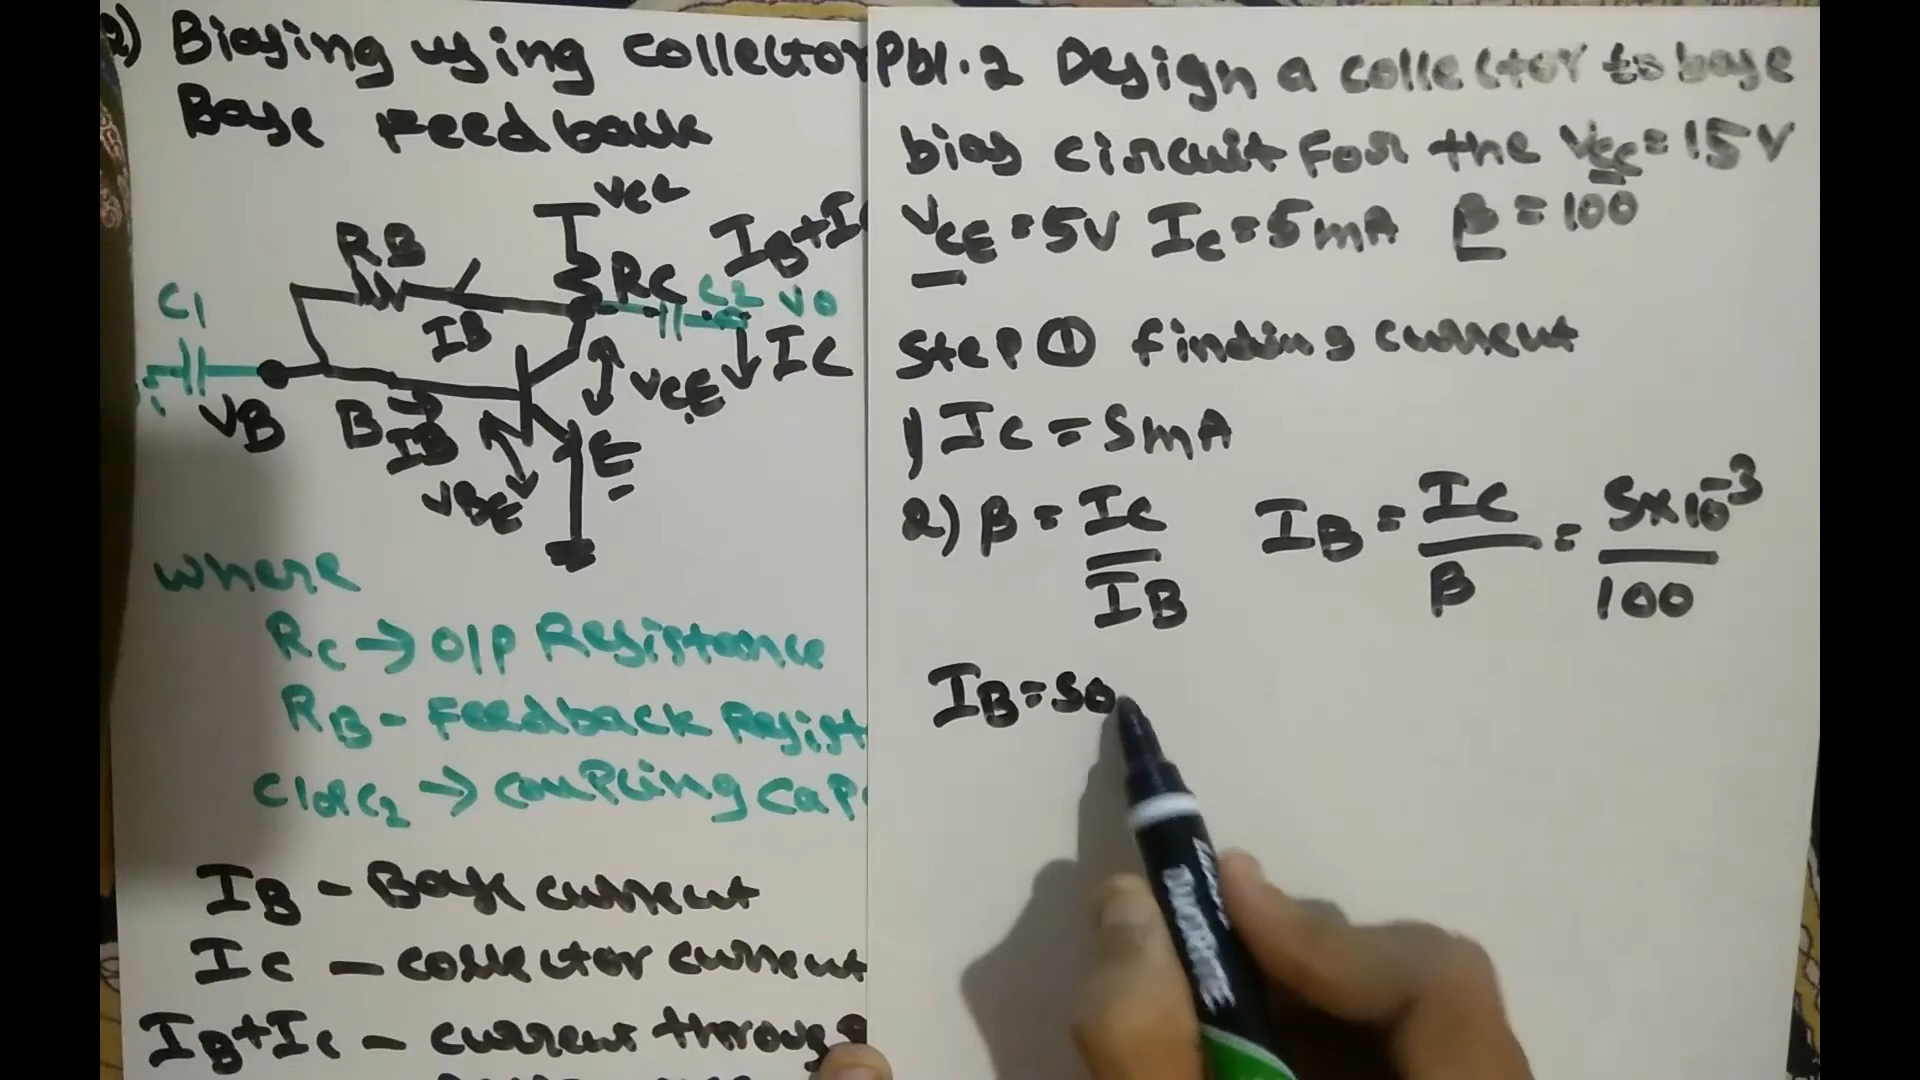 2) Biasing using collector
Base Feedback
VCC
RB
IB+IC
RC
C2
VO
C1
IB
IC
VCE
VB
B
IB
E
VBE
where
RC → O/P Resistance
RB - Feedback Resist
C1 & C2 → coupling cap
IB - Base current
IC - collector current
IB+IC - current throug
Pbl.2 Design a collector to base
bias circuit For the VCC = 15V
VCE = 5V IC = 5mA β = 100
Step ① finding current
1) IC = 5mA
2) β = IC / IB IB = IC / β = 5×10⁻³ / 100
IB = 50